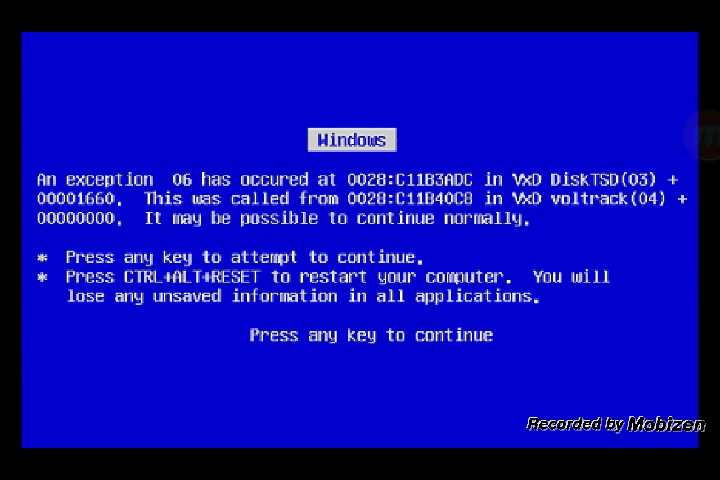 Windows
An exception 06 has occured at 0028:C11B3ADC in VxD DiskTSD(03) +
00001660. This was called from 0028:C11B40C8 in VxD voltrack(04) +
00000000. It may be possible to continue normally.
* Press any key to attempt to continue.
* Press CTRL+ALT+RESET to restart your computer. You will
lose any unsaved information in all applications.
Press any key to continue
Recorded by Mobizen